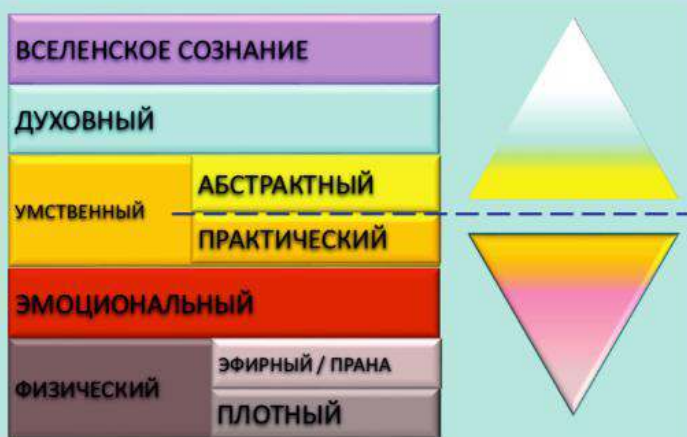 ВСЕЛЕНСКОЕ СОЗНАНИЕ
ДУХОВНЫЙ
УМСТВЕННЫЙ
АБСТРАКТНЫЙ
ПРАКТИЧЕСКИЙ
ЭМОЦИОНАЛЬНЫЙ
ФИЗИЧЕСКИЙ
ЭФИРНЫЙ / ПРАНА
ПЛОТНЫЙ